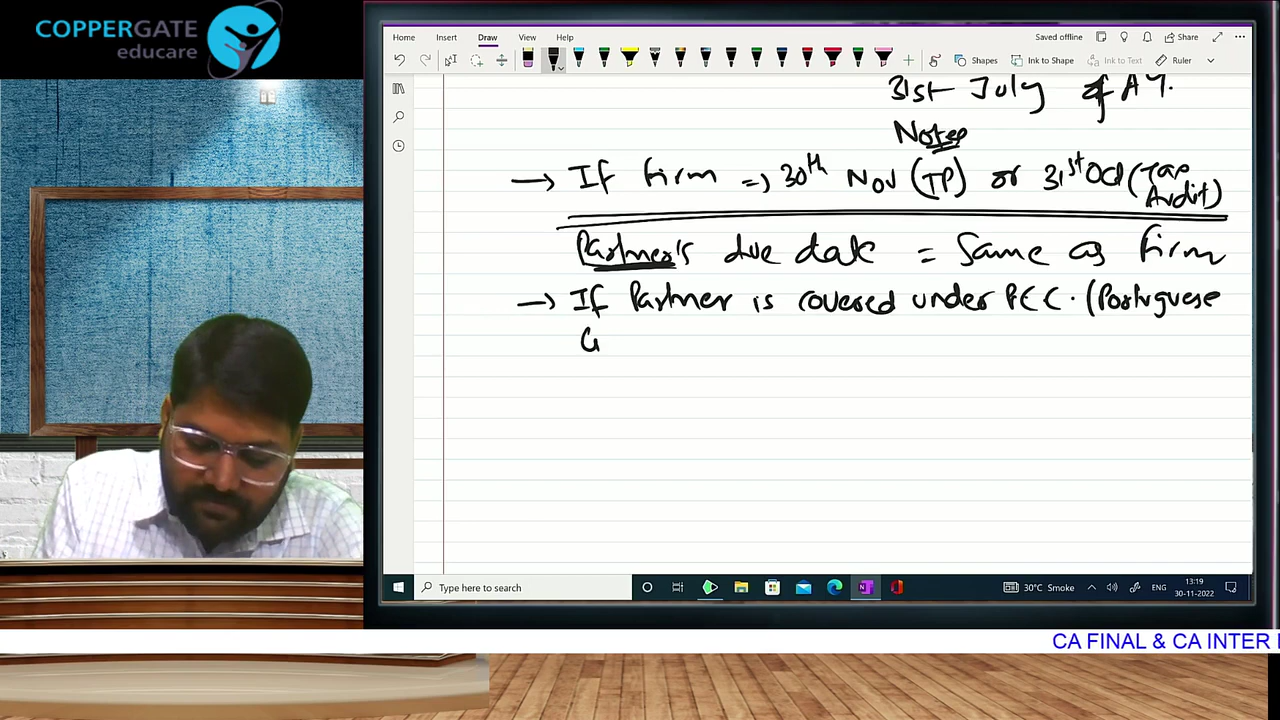 COPPERGATE
educare
Home Insert Draw View Help
Saved offline Share
Shapes Ink to Shape Ink to Text Ruler
31st July of AY.
Notes
→ If firm => 30th Nov (TP) or 31st Oct (Tax
Audit)
Partner's due date = Same as firm
→ If Partner is covered under PCC. (Portuguese
C
Type here to search
30°C Smoke
ENG
13:19
30-11-2022
CA FINAL & CA INTER